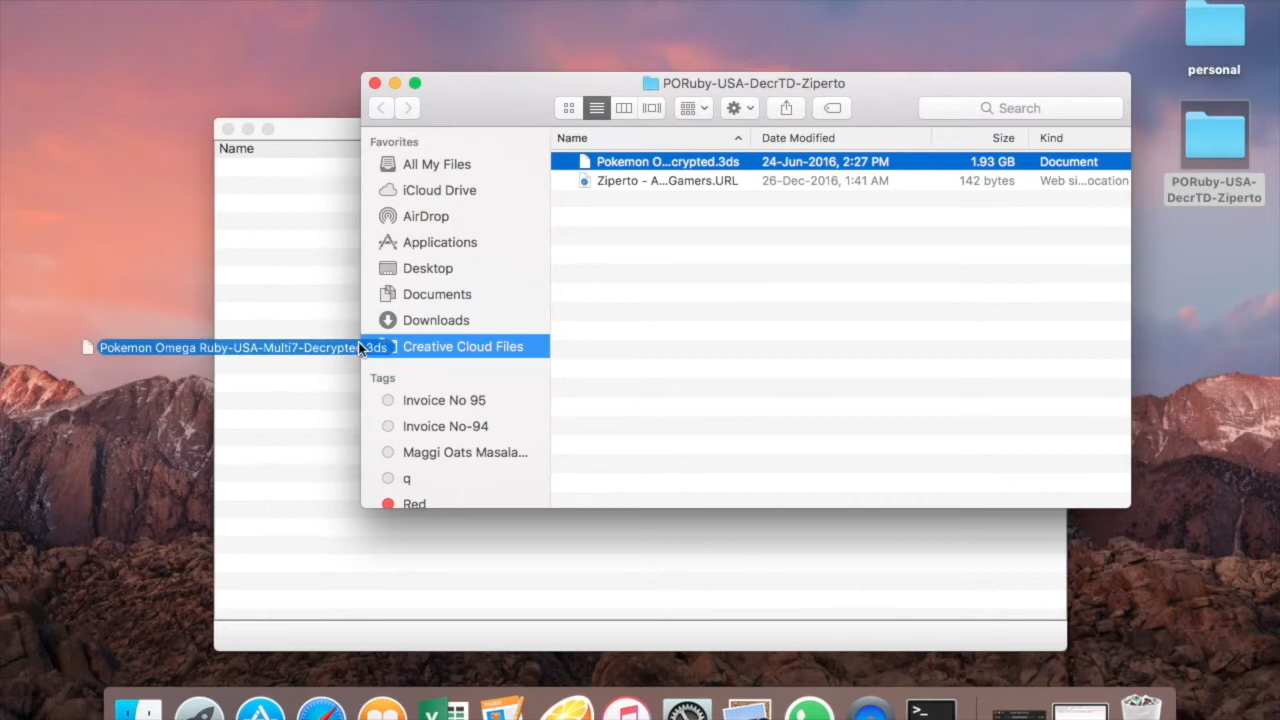 personal
PORuby-USA-DecrTD-Ziperto
Search
PORuby-USA-
DecrTD-Ziperto
Name
Favorites
All My Files
iCloud Drive
AirDrop
Applications
Desktop
Documents
Downloads
Creative Cloud Files
Tags
Invoice No 95
Invoice No-94
Maggi Oats Masala...
q
Red
Name Date Modified Size Kind
Pokemon O...crypted.3ds 24-Jun-2016, 2:27 PM 1.93 GB Document
Ziperto - A...Gamers.URL 26-Dec-2016, 1:41 AM 142 bytes Web si...ocation
Pokemon Omega Ruby-USA-Multi7-Decrypted.3ds